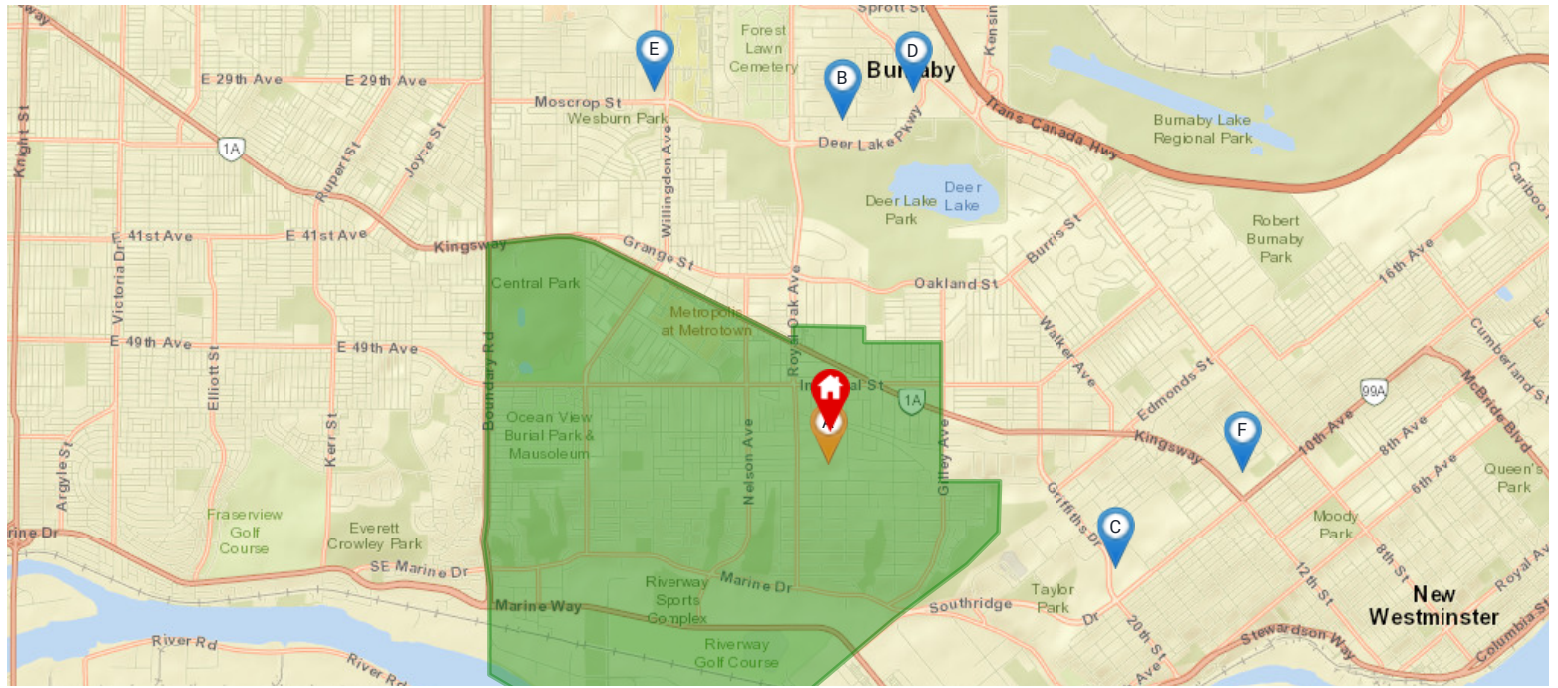 way
Sprott St
Kensin
Forest
Lawn
Cemetery
E
D
B
Burnaby
E 29th Ave
E 29th Ave
Moscrop St
Wesburn Park
Trans Canada Hwy
Burnaby Lake
Regional Park
Knight St
1A
Rupert St
Joyce St
Willingdon Ave
Deer Lake Pkwy
Cariboo
Deer
Lake
Deer Lake
Park
Robert
Burnaby
Park
Burris St
E 41st Ave
E 41st Ave
Kingsway
Grange St
16th Ave
Victoria Dr
Central Park
Oakland St
Royal Oak Ave
Metropolis
at Metrotown
E 49th Ave
E 49th Ave
Walker Ave
Cumberland St
Elliott St
Boundary Rd
Imperial St
1A
Edmonds St
99A
McBride Blvd
Ocean View
Burial Park &
Mausoleum
A
Kingsway
F
10th Ave
8th Ave
6th Ave
Argyle St
Kerr St
Nelson Ave
Gilley Ave
Queen's
Park
Fraserview
Golf
Course
Everett
Crowley Park
Griffiths Dr
C
Moody
Park
rine Dr
SE Marine Dr
Marine Dr
12th St
8th St
Royal Av
Marine Way
Riverway
Sports
Complex
Southridge
Dr
Taylor
Park
New
Westminster
20th St
Stewardson Way
Columbia St
River Rd
River Rd
Riverway
Golf Course
Ave